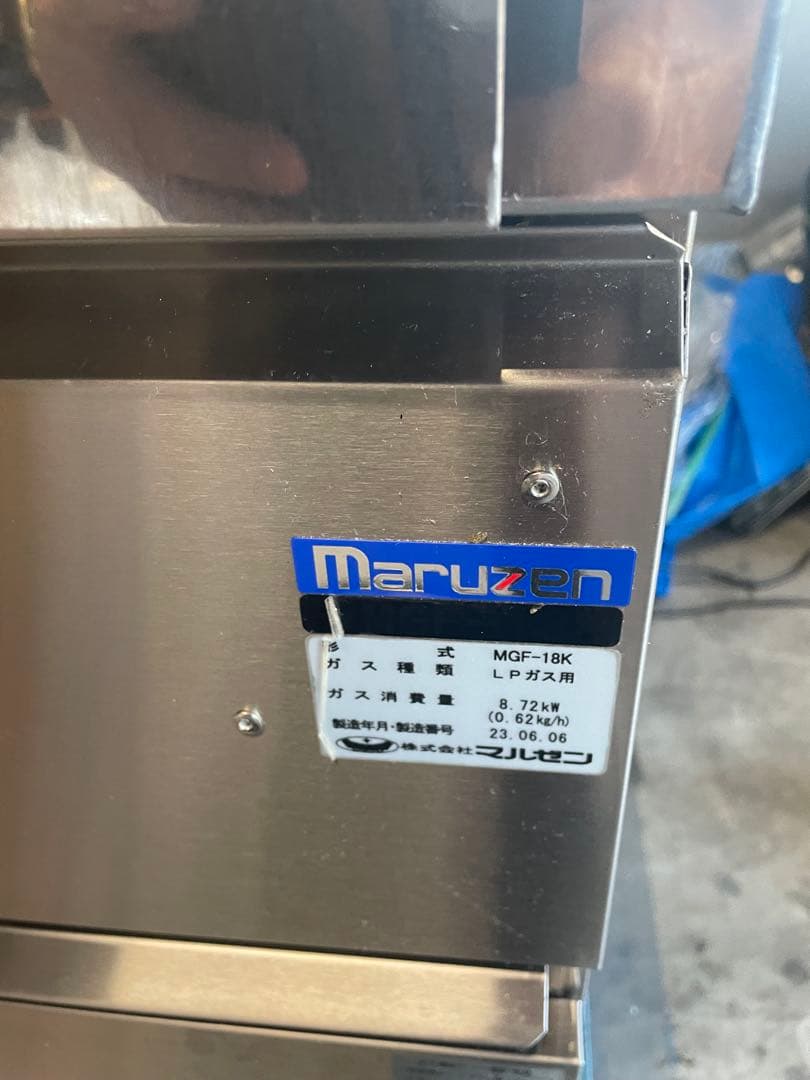 maruzen
形式 MGF-18K
ガス種類 LPガス用
ガス消費量 8.72kW
(0.62kg/h)
製造年月・製造番号 23.06.06
株式会社マルゼン